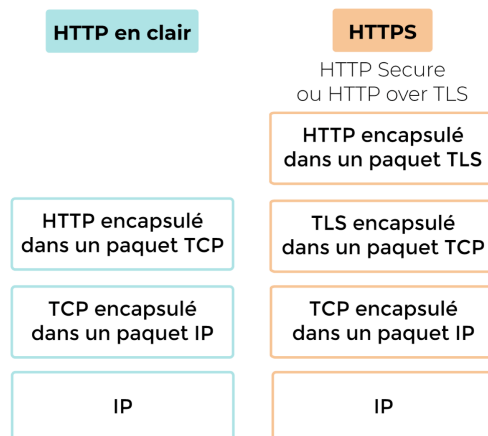 HTTP en clair
HTTPS
HTTP Secure
ou HTTP over TLS
HTTP encapsulé
dans un paquet TLS
HTTP encapsulé
dans un paquet TCP
TLS encapsulé
dans un paquet TCP
TCP encapsulé
dans un paquet IP
TCP encapsulé
dans un paquet IP
IP
IP